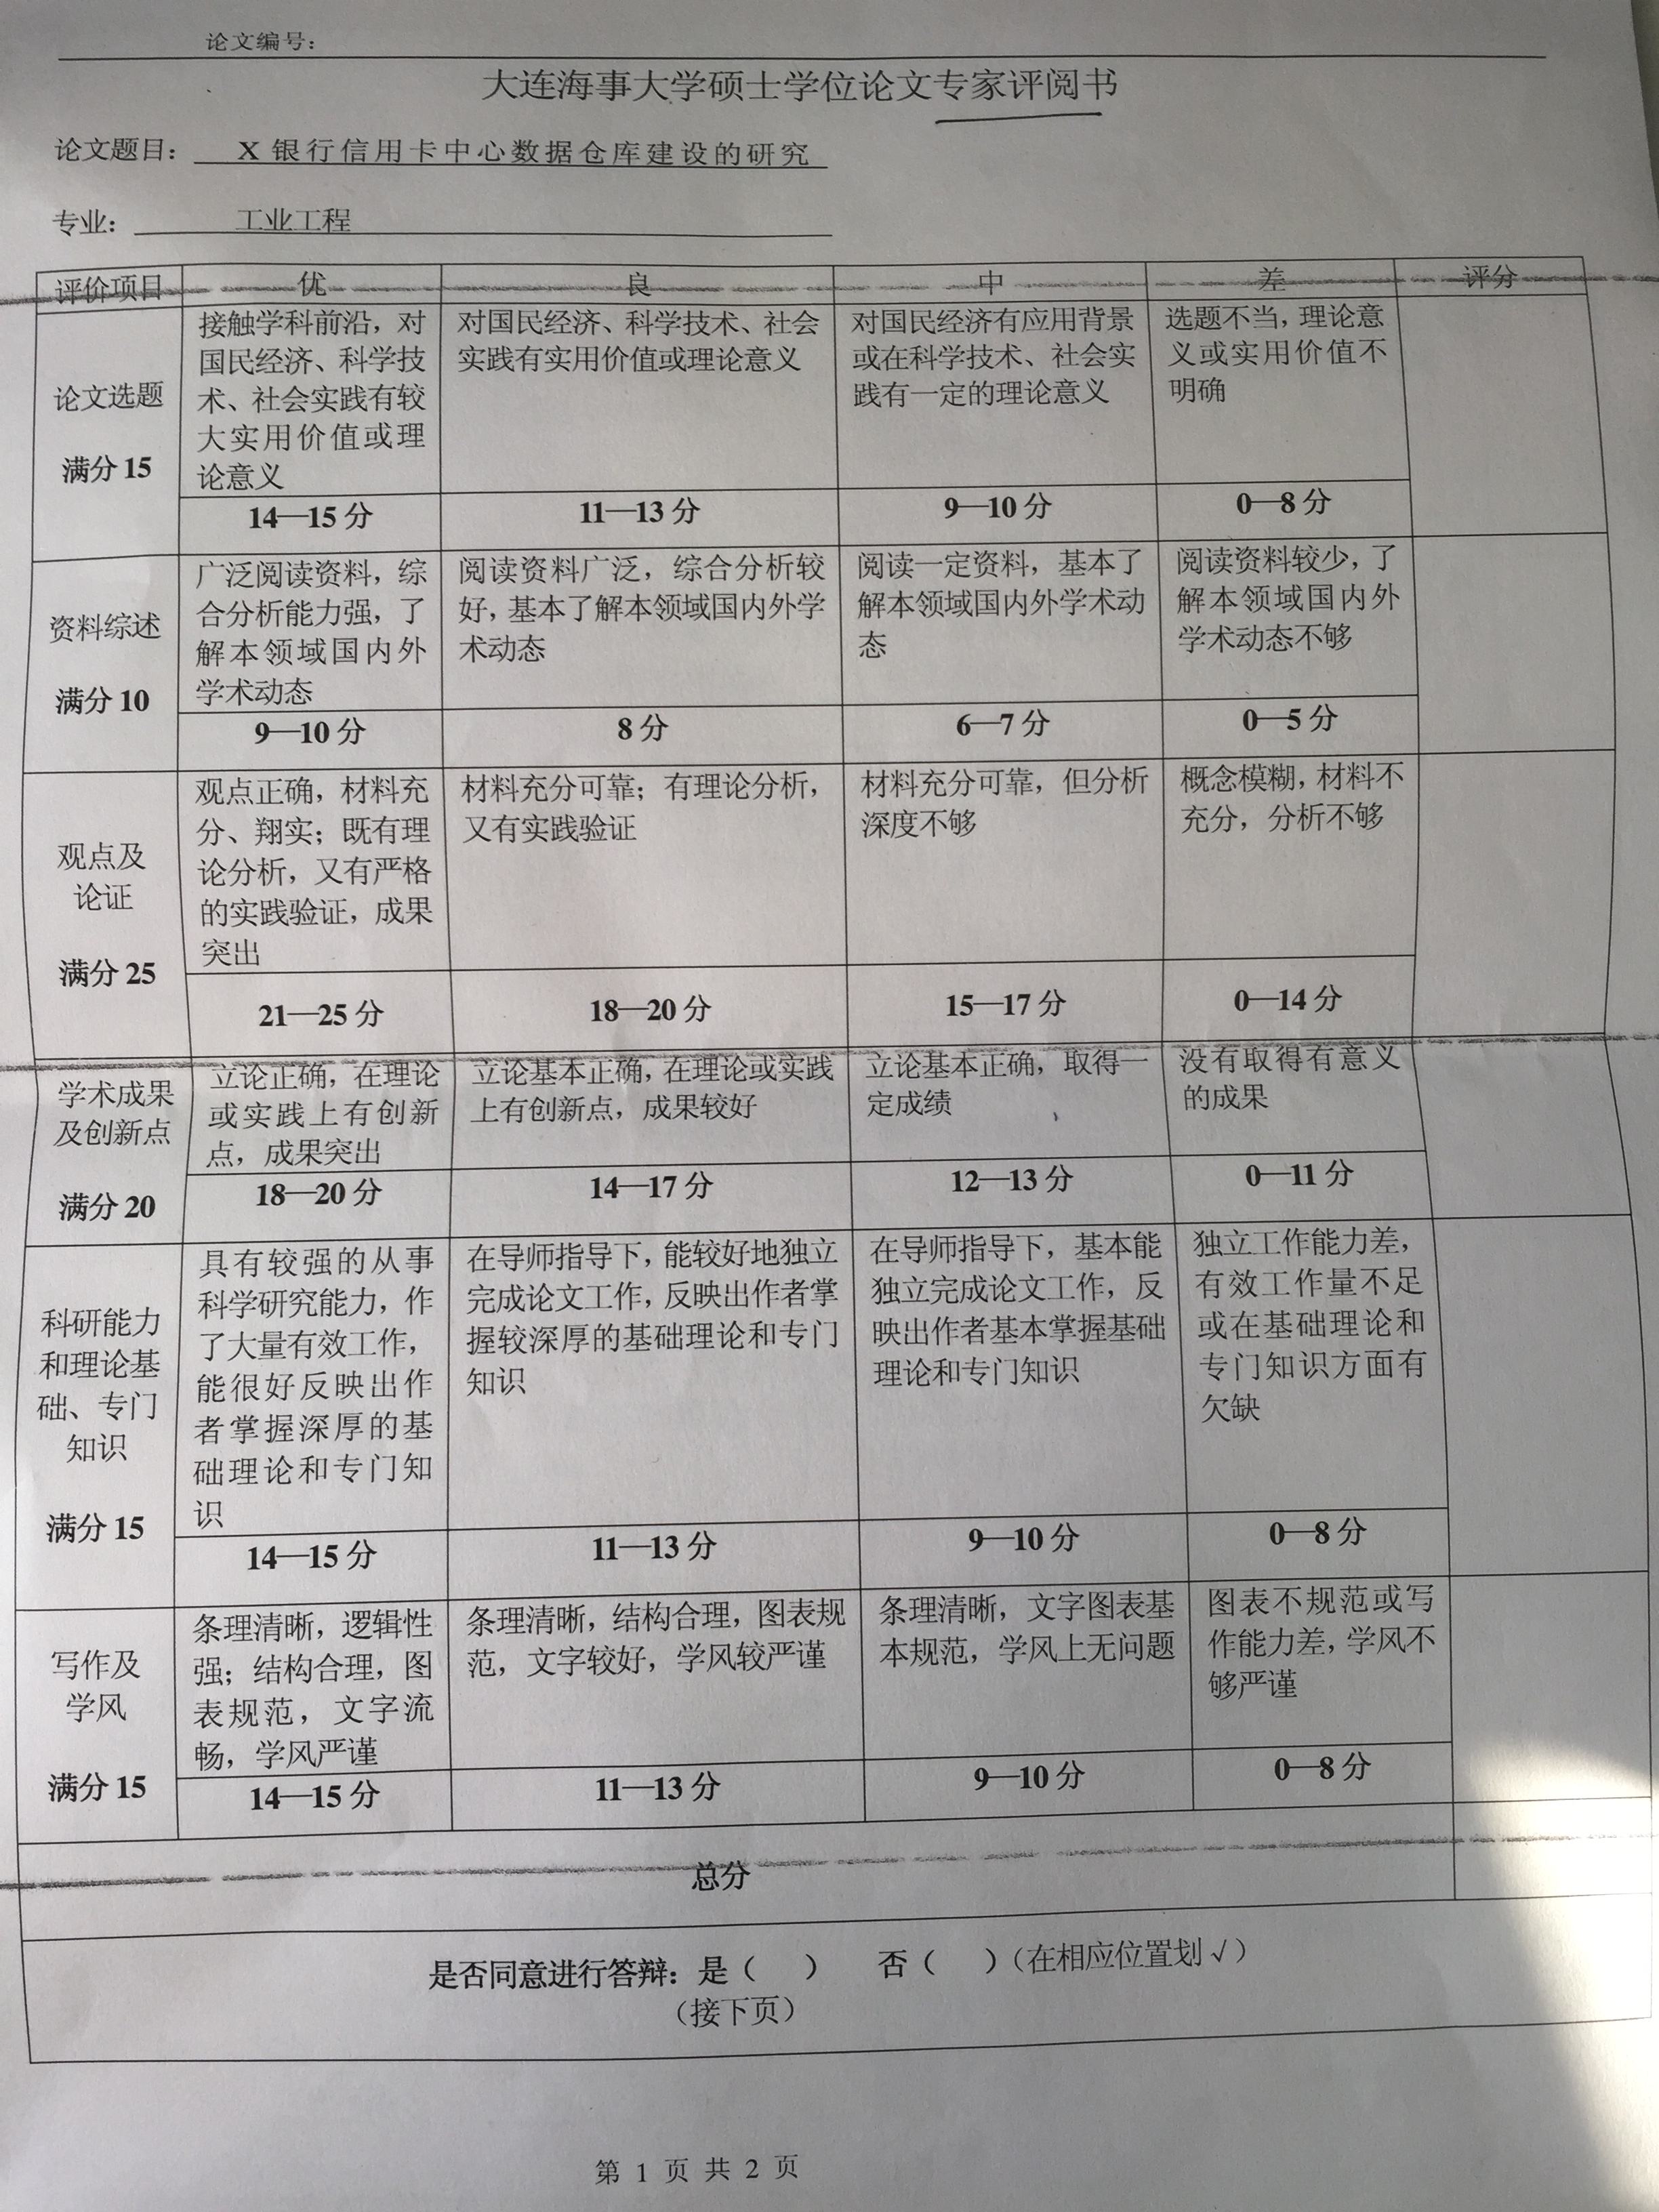 论文编号：
大连海事大学硕士学位论文专家评阅书
论文题目： X 银行信用卡中心数据仓库建设的研究
专业： 工业工程
评价项目 优 良 中 差 评分
论文选题
满分 15
接触学科前沿，对
国民经济、科学技
术、社会实践有较
大实用价值或理
论意义
对国民经济、科学技术、社会
实践有实用价值或理论意义
对国民经济有应用背景
或在科学技术、社会实
践有一定的理论意义
选题不当，理论意
义或实用价值不
明确
14—15 分 11—13 分 9—10 分 0—8 分
资料综述
满分 10
广泛阅读资料，综
合分析能力强，了
解本领域国内外
学术动态
阅读资料广泛，综合分析较
好，基本了解本领域国内外学
术动态
阅读一定资料，基本了
解本领域国内外学术动
态
阅读资料较少，了
解本领域国内外
学术动态不够
9—10 分 8 分 6—7 分 0—5 分
观点及
论证
满分 25
观点正确，材料充
分、翔实；既有理
论分析，又有严格
的实践验证，成果
突出
材料充分可靠；有理论分析，
又有实践验证
材料充分可靠，但分析
深度不够
概念模糊，材料不
充分，分析不够
21—25 分 18—20 分 15—17 分 0—14 分
学术成果
及创新点
满分 20
立论正确，在理论
或实践上有创新
点，成果突出
立论基本正确，在理论或实践
上有创新点，成果较好
立论基本正确，取得一
定成绩
没有取得有意义
的成果
18—20 分 14—17 分 12—13 分 0—11 分
科研能力
和理论基
础、专门
知识
满分 15
具有较强的从事
科学研究能力，作
了大量有效工作，
能很好反映出作
者掌握深厚的基
础理论和专门知
识
在导师指导下，能较好地独立
完成论文工作，反映出作者掌
握较深厚的基础理论和专门
知识
在导师指导下，基本能
独立完成论文工作，反
映出作者基本掌握基础
理论和专门知识
独立工作能力差，
有效工作量不足
或在基础理论和
专门知识方面有
欠缺
14—15 分 11—13 分 9—10 分 0—8 分
写作及
学风
满分 15
条理清晰，逻辑性
强；结构合理，图
表规范，文字流
畅，学风严谨
条理清晰，结构合理，图表规
范，文字较好，学风较严谨
条理清晰，文字图表基
本规范，学风上无问题
图表不规范或写
作能力差，学风不
够严谨
14—15 分 11—13 分 9—10 分 0—8 分
总分
是否同意进行答辩：是（ ） 否（ ）（在相应位置划√）
（接下页）
第 1 页 共 2 页